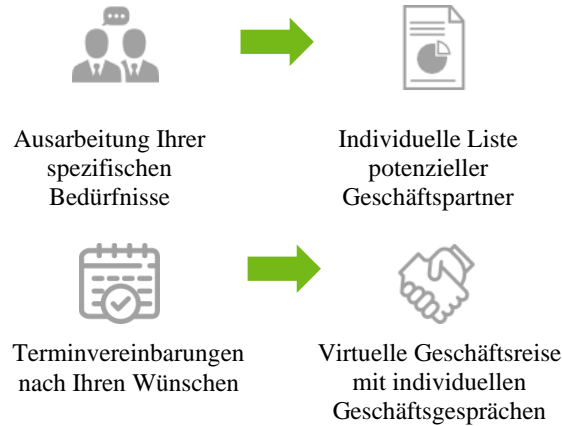 Ausarbeitung Ihrer
spezifischen
Bedürfnisse
Individuelle Liste
potenzieller
Geschäftspartner
Terminvereinbarungen
nach Ihren Wünschen
Virtuelle Geschäftsreise
mit individuellen
Geschäftsgesprächen